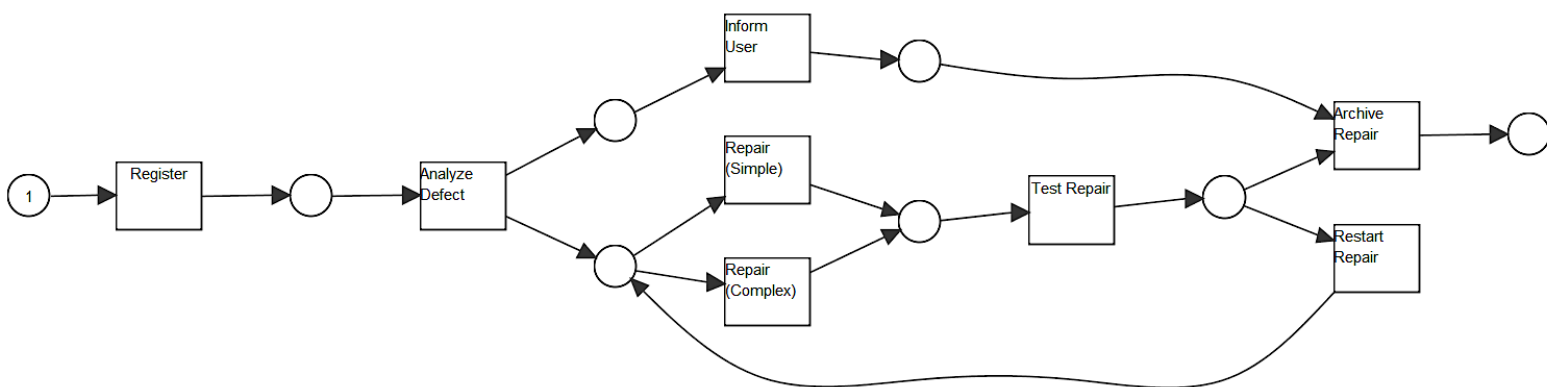 Inform
User
Archive
Repair
Repair
(Simple)
1
Register
Analyze
Defect
Test Repair
Repair
(Complex)
Restart
Repair